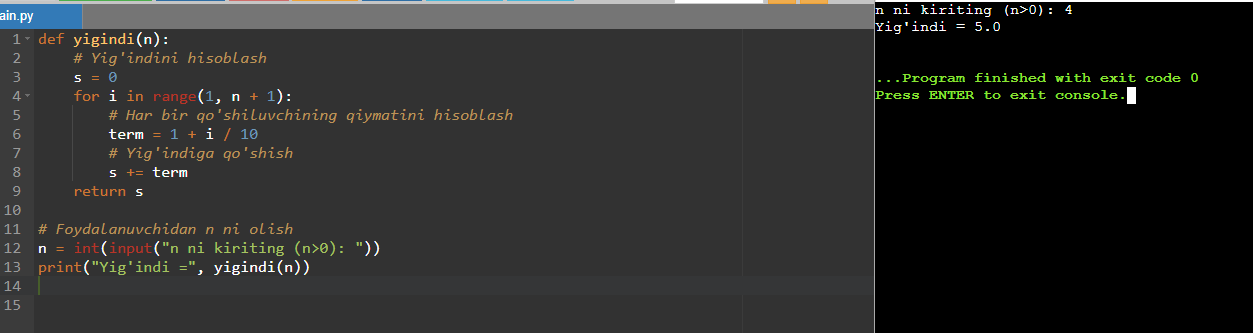 ain.py
1 def yigindi(n):
2 # Yig'indini hisoblash
3 s = 0
4 for i in range(1, n + 1):
5 # Har bir qo'shiluvchining qiymatini hisoblash
6 term = 1 + i / 10
7 # Yig'indiga qo'shish
8 s += term
9 return s
10
11 # Foydalanuvchidan n ni olish
12 n = int(input("n ni kiriting (n>0): "))
13 print("Yig'indi =", yigindi(n))
14
15
n ni kiriting (n>0): 4
Yig'indi = 5.0
...Program finished with exit code 0
Press ENTER to exit console.